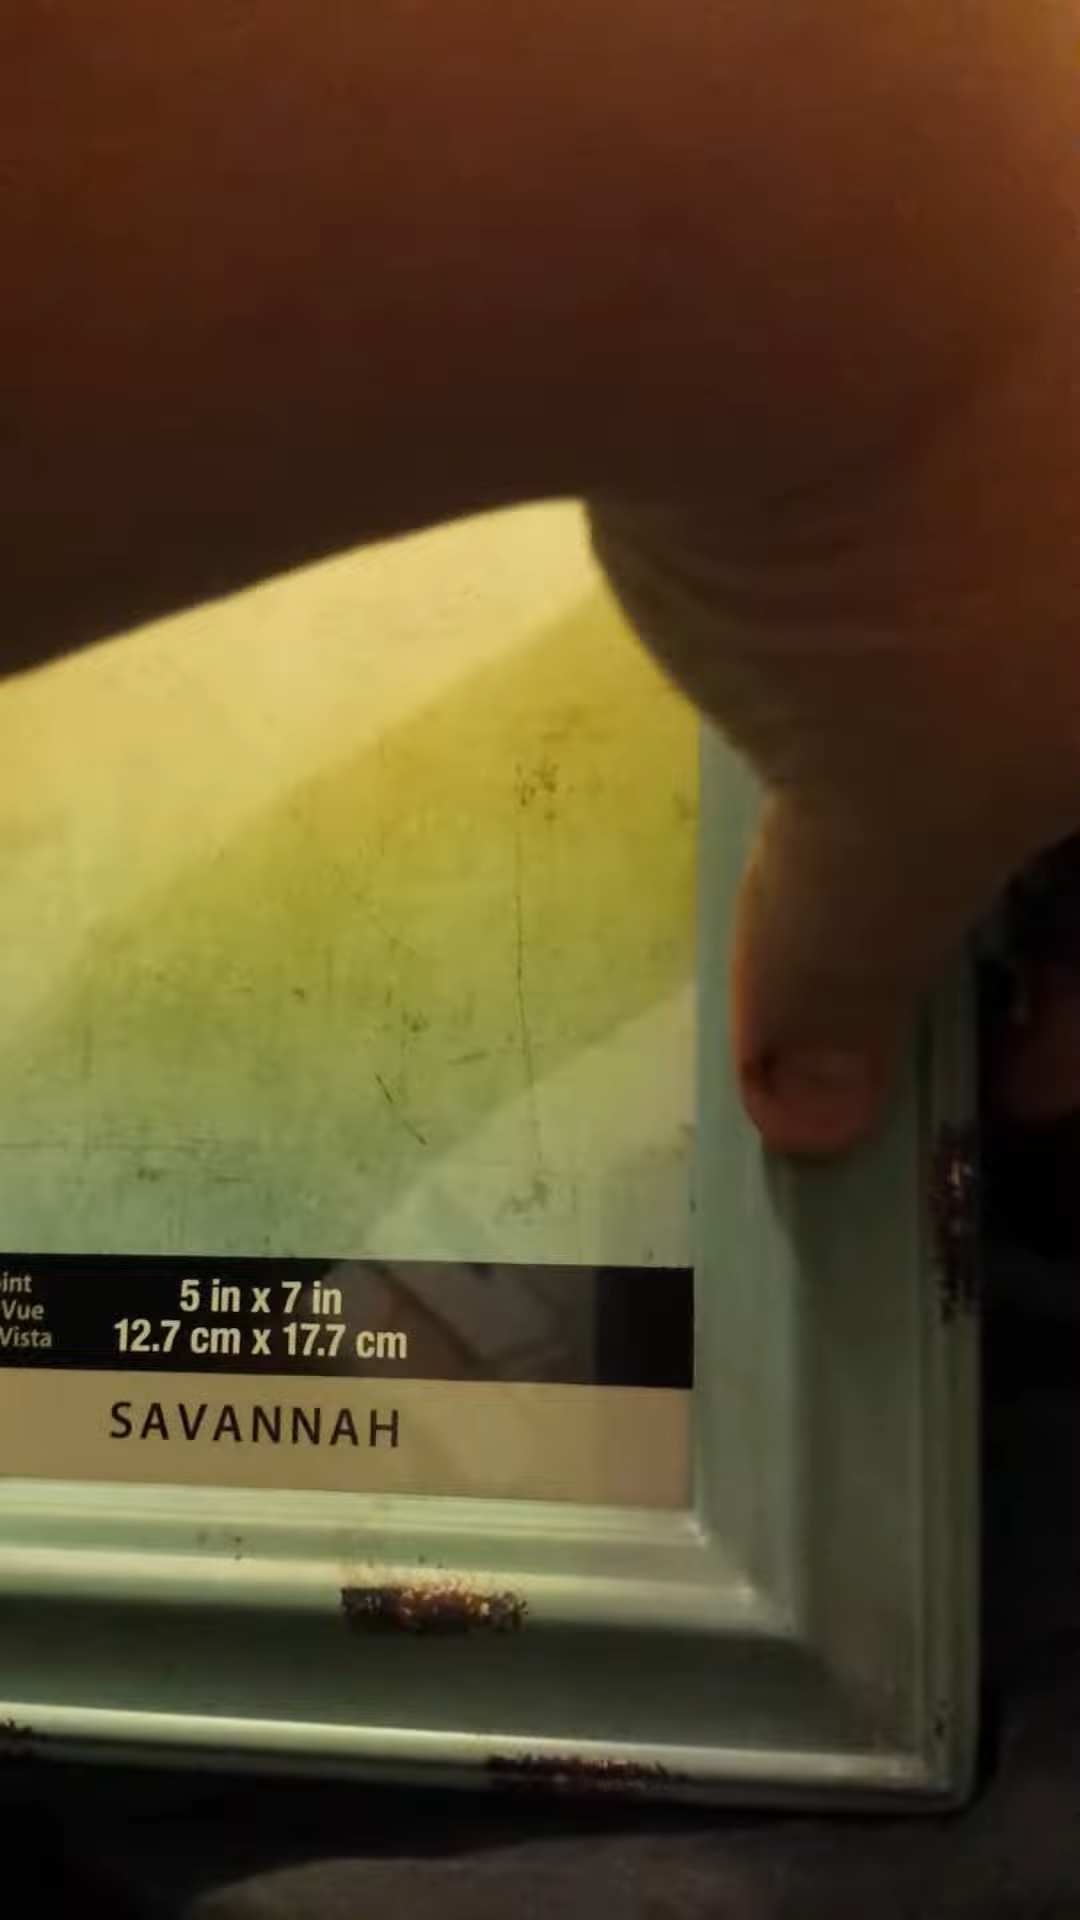 int
Vue
Vista
5 in x 7 in
12.7 cm x 17.7 cm
SAVANNAH